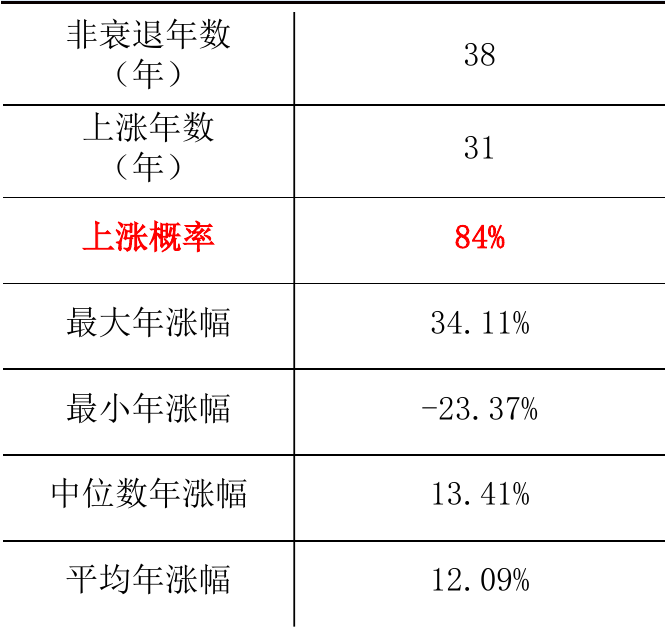 非衰退年数
（年）
38
上涨年数
（年）
31
上涨概率
84%
最大年涨幅
34.11%
最小年涨幅
-23.37%
中位数年涨幅
13.41%
平均年涨幅
12.09%